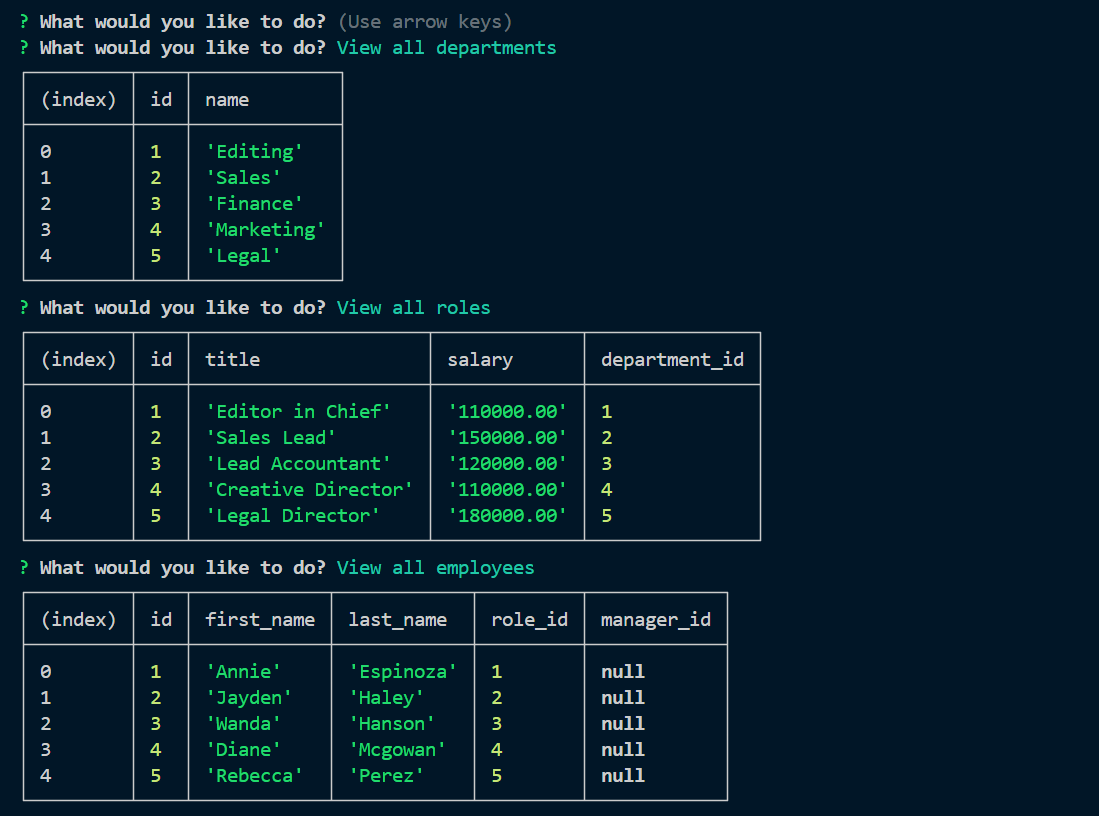 ? What would you like to do? (Use arrow keys)
? What would you like to do? View all departments
(index) id name
0 1 'Editing'
1 2 'Sales'
2 3 'Finance'
3 4 'Marketing'
4 5 'Legal'
? What would you like to do? View all roles
(index) id title salary department_id
0 1 'Editor in Chief' '110000.00' 1
1 2 'Sales Lead' '150000.00' 2
2 3 'Lead Accountant' '120000.00' 3
3 4 'Creative Director' '110000.00' 4
4 5 'Legal Director' '180000.00' 5
? What would you like to do? View all employees
(index) id first_name last_name role_id manager_id
0 1 'Annie' 'Espinoza' 1 null
1 2 'Jayden' 'Haley' 2 null
2 3 'Wanda' 'Hanson' 3 null
3 4 'Diane' 'Mcgowan' 4 null
4 5 'Rebecca' 'Perez' 5 null